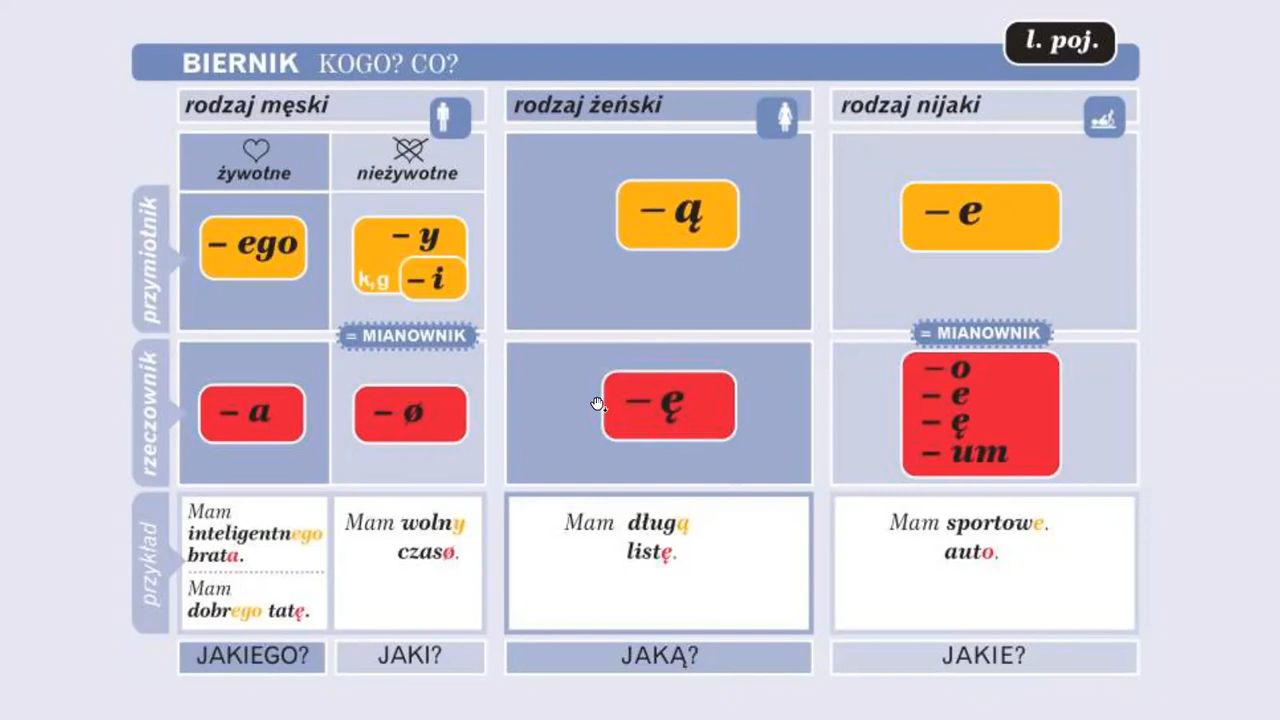 l. poj.
BIERNIK KOGO? CO?
rodzaj męski
rodzaj żeński
rodzaj nijaki
żywotne
nieżywotne
przymiotnik
– ego
– y
k,g – i
– ą
– e
= MIANOWNIK
= MIANOWNIK
rzeczownik
– a
– ø
– ę
– o
– e
– ę
– um
przykład
Mam
inteligentnego
brata.
Mam
dobrego tatę.
Mam wolny
czasø.
Mam długą
listę.
Mam sportowe.
auto.
JAKIEGO?
JAKI?
JAKĄ?
JAKIE?